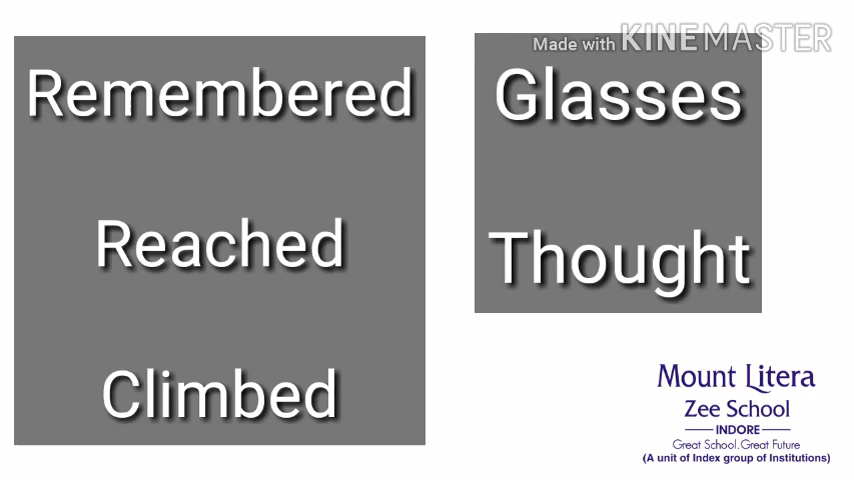 Made with KINEMASTER
Remembered
Reached
Climbed
Glasses
Thought
Mount Litera
Zee School
INDORE
Great School, Great Future
(A unit of Index group of Institutions)